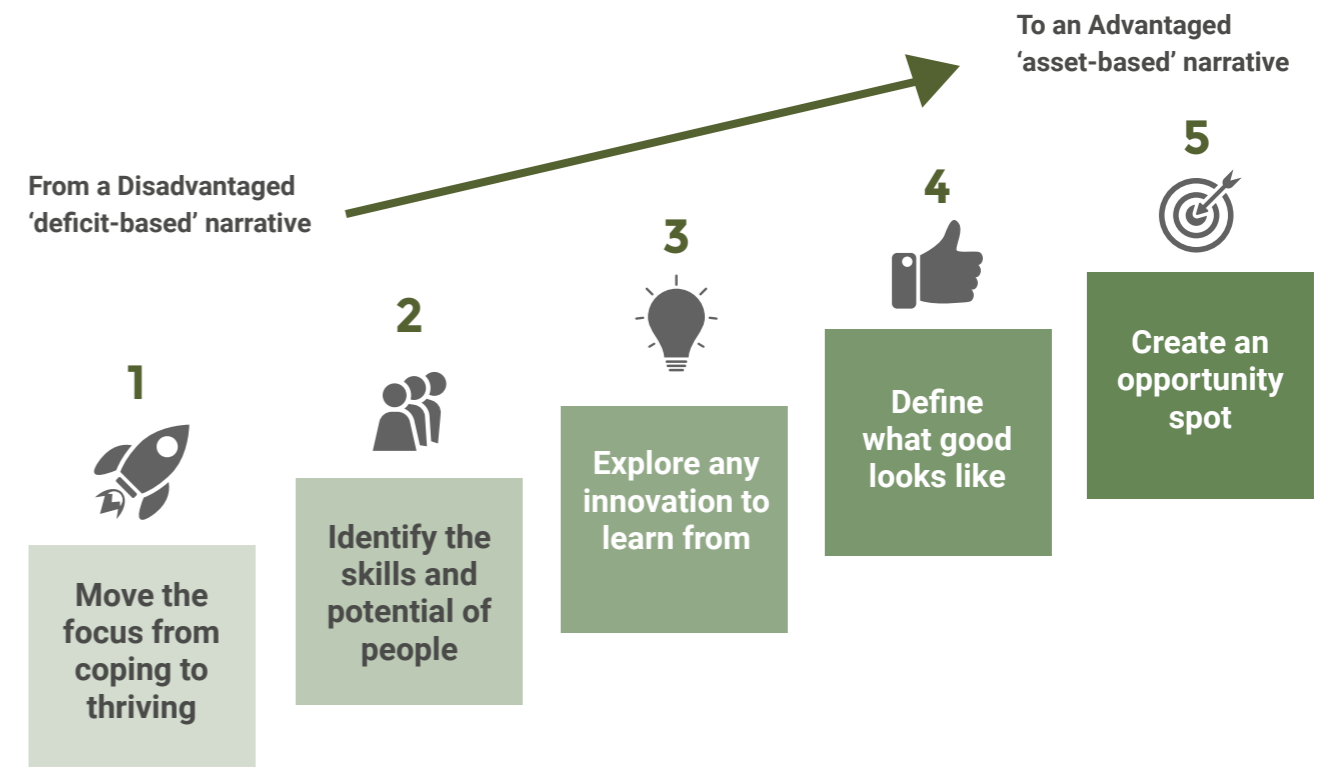 To an Advantaged
‘asset-based’ narrative
From a Disadvantaged
‘deficit-based’ narrative
1
Move the
focus from
coping to
thriving
2
Identify the
skills and
potential of
people
3
Explore any
innovation to
learn from
4
Define
what good
looks like
5
Create an
opportunity
spot